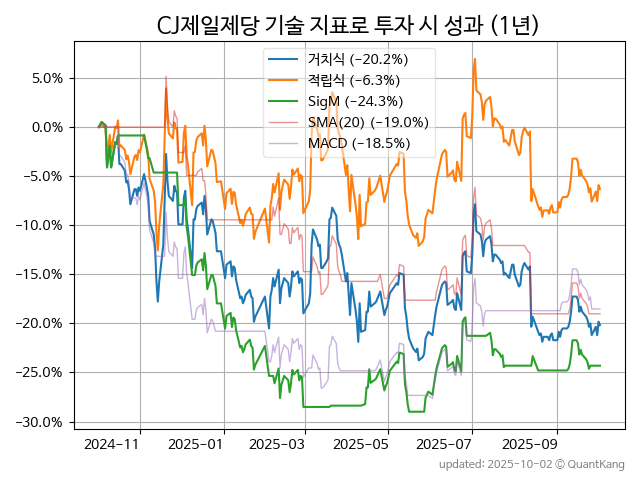 CJ제일제당 기술 지표로 투자 시 성과 (1년)
거치식 (−20.2%)
적립식 (−6.3%)
SigM (−24.3%)
SMA(20) (−19.0%)
MACD (−18.5%)
5.0%
0.0%
−5.0%
−10.0%
−15.0%
−20.0%
−25.0%
−30.0%
2024-11
2025-01
2025-03
2025-05
2025-07
2025-09
updated: 2025-10-02 © QuantKang